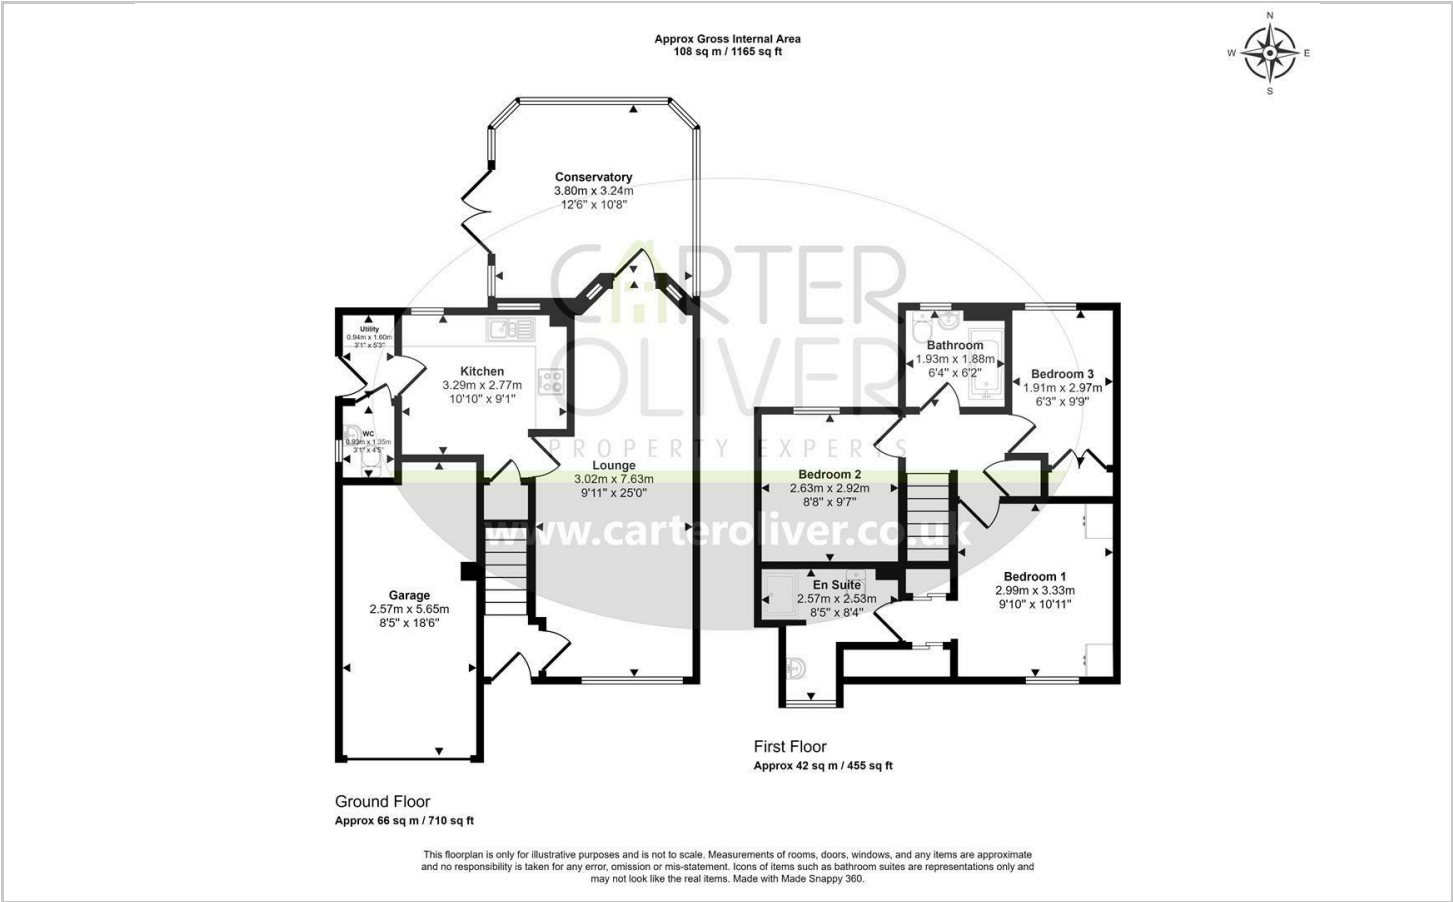 Approx Gross Internal Area
108 sq m / 1165 sq ft
N
W
E
S
Conservatory
3.80m x 3.24m
12'6" x 10'8"
CARTER
OLIVER
PROPERTY EXPERTS
www.carteroliver.co.uk
Utility
0.94m x 1.60m
3'1" x 5'3"
Kitchen
3.29m x 2.77m
10'10" x 9'1"
WC
0.93m x 1.35m
3'1" x 4'5"
Lounge
3.02m x 7.63m
9'11" x 25'0"
Garage
2.57m x 5.65m
8'5" x 18'6"
Bathroom
1.93m x 1.88m
6'4" x 6'2"
Bedroom 3
1.91m x 2.97m
6'3" x 9'9"
Bedroom 2
2.63m x 2.92m
8'8" x 9'7"
En Suite
2.57m x 2.53m
8'5" x 8'4"
Bedroom 1
2.99m x 3.33m
9'10" x 10'11"
First Floor
Approx 42 sq m / 455 sq ft
Ground Floor
Approx 66 sq m / 710 sq ft
This floorplan is only for illustrative purposes and is not to scale. Measurements of rooms, doors, windows, and any items are approximate
and no responsibility is taken for any error, omission or mis-statement. Icons of items such as bathroom suites are representations only and
may not look like the real items. Made with Made Snappy 360.